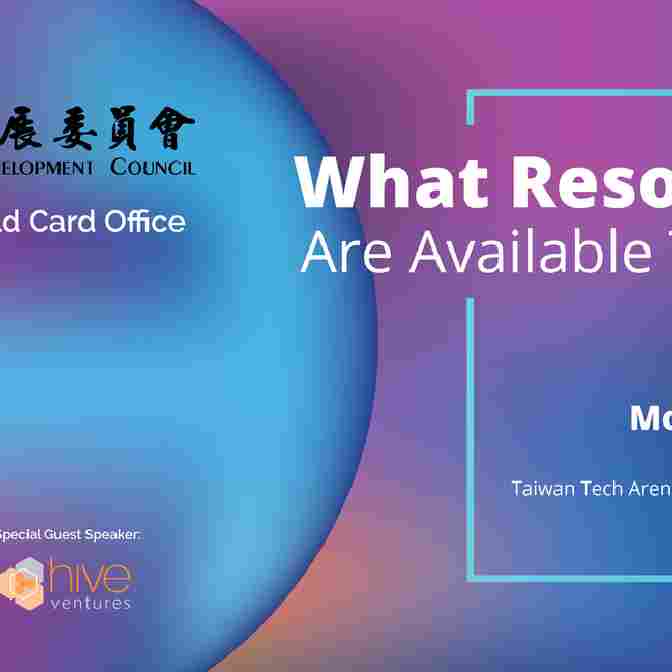 展委員會
ELOPMENT COUNCIL
ld Card Office
What Reso
Are Available
Mo
Taiwan Tech Aren
Special Guest Speaker:
hive
ventures